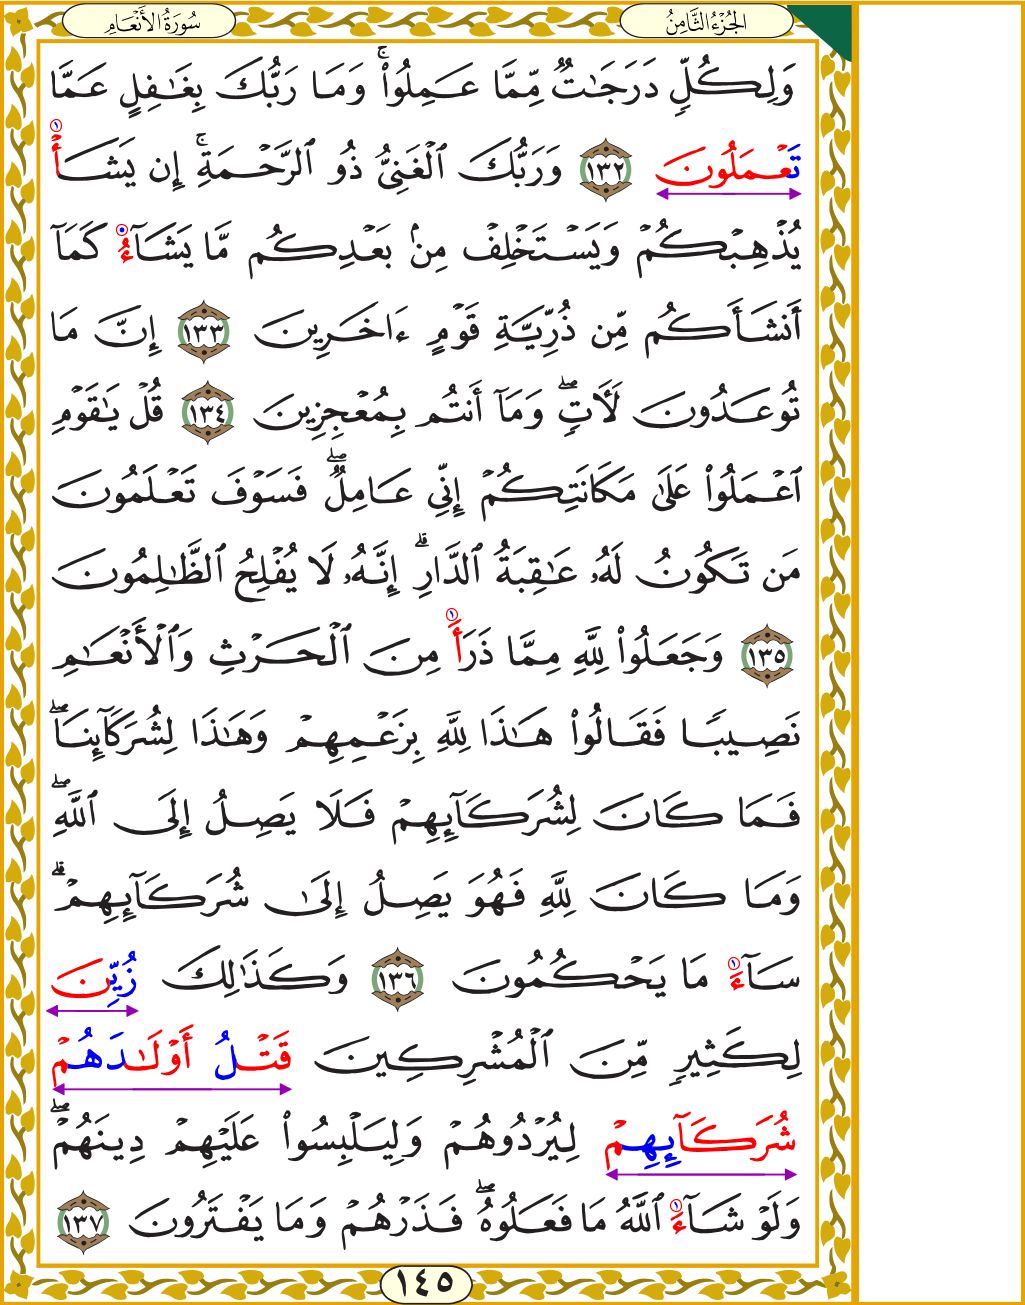 سُورَةُ الأَنْعَامِ
الجُزْءُ الثَّامِنُ
وَلِكُلّٖ دَرَجَٰتٞ مِّمَّا عَمِلُواْۚ وَمَا رَبُّكَ بِغَٰفِلٍ عَمَّا
تَعْمَلُونَ ١٣٢ وَرَبُّكَ ٱلْغَنِيُّ ذُو ٱلرَّحْمَةِۚ إِن يَشَأْ
يُذْهِبْكُمْ وَيَسْتَخْلِفْ مِنۢ بَعْدِكُم مَّا يَشَآءُ كَمَآ
أَنشَأَكُم مِّن ذُرِّيَّةِ قَوْمٍ ءَاخَرِينَ ١٣٣ إِنَّ مَا
تُوعَدُونَ لَأٓتٖۖ وَمَآ أَنتُم بِمُعْجِزِينَ ١٣٤ قُلْ يَٰقَوْمِ
ٱعْمَلُواْ عَلَىٰ مَكَانَتِكُمْ إِنِّي عَامِلٞۖ فَسَوْفَ تَعْلَمُونَ
مَن تَكُونُ لَهُۥ عَٰقِبَةُ ٱلدَّارِۗ إِنَّهُۥ لَا يُفْلِحُ ٱلظَّٰلِمُونَ
١٣٥ وَجَعَلُواْ لِلَّهِ مِمَّا ذَرَأَ مِنَ ٱلْحَرْثِ وَٱلْأَنْعَٰمِ
نَصِيبٗا فَقَالُواْ هَٰذَا لِلَّهِ بِزَعْمِهِمْ وَهَٰذَا لِشُرَكَآئِنَاۖ
فَمَا كَانَ لِشُرَكَآئِهِمْ فَلَا يَصِلُ إِلَى ٱللَّهِۖ
وَمَا كَانَ لِلَّهِ فَهُوَ يَصِلُ إِلَىٰ شُرَكَآئِهِمْۗ
سَآءَ مَا يَحْكُمُونَ ١٣٦ وَكَذَٰلِكَ زُيِّنَ
لِكَثِيرٖ مِّنَ ٱلْمُشْرِكِينَ قَتْلُ أَوْلَٰدَهُمْ
شُرَكَآئِهِمْ لِيُرْدُوهُمْ وَلِيَلْبِسُواْ عَلَيْهِمْ دِينَهُمْۖ
وَلَوْ شَآءَ ٱللَّهُ مَا فَعَلُوهُۖ فَذَرْهُمْ وَمَا يَفْتَرُونَ ١٣٧
١٤٥